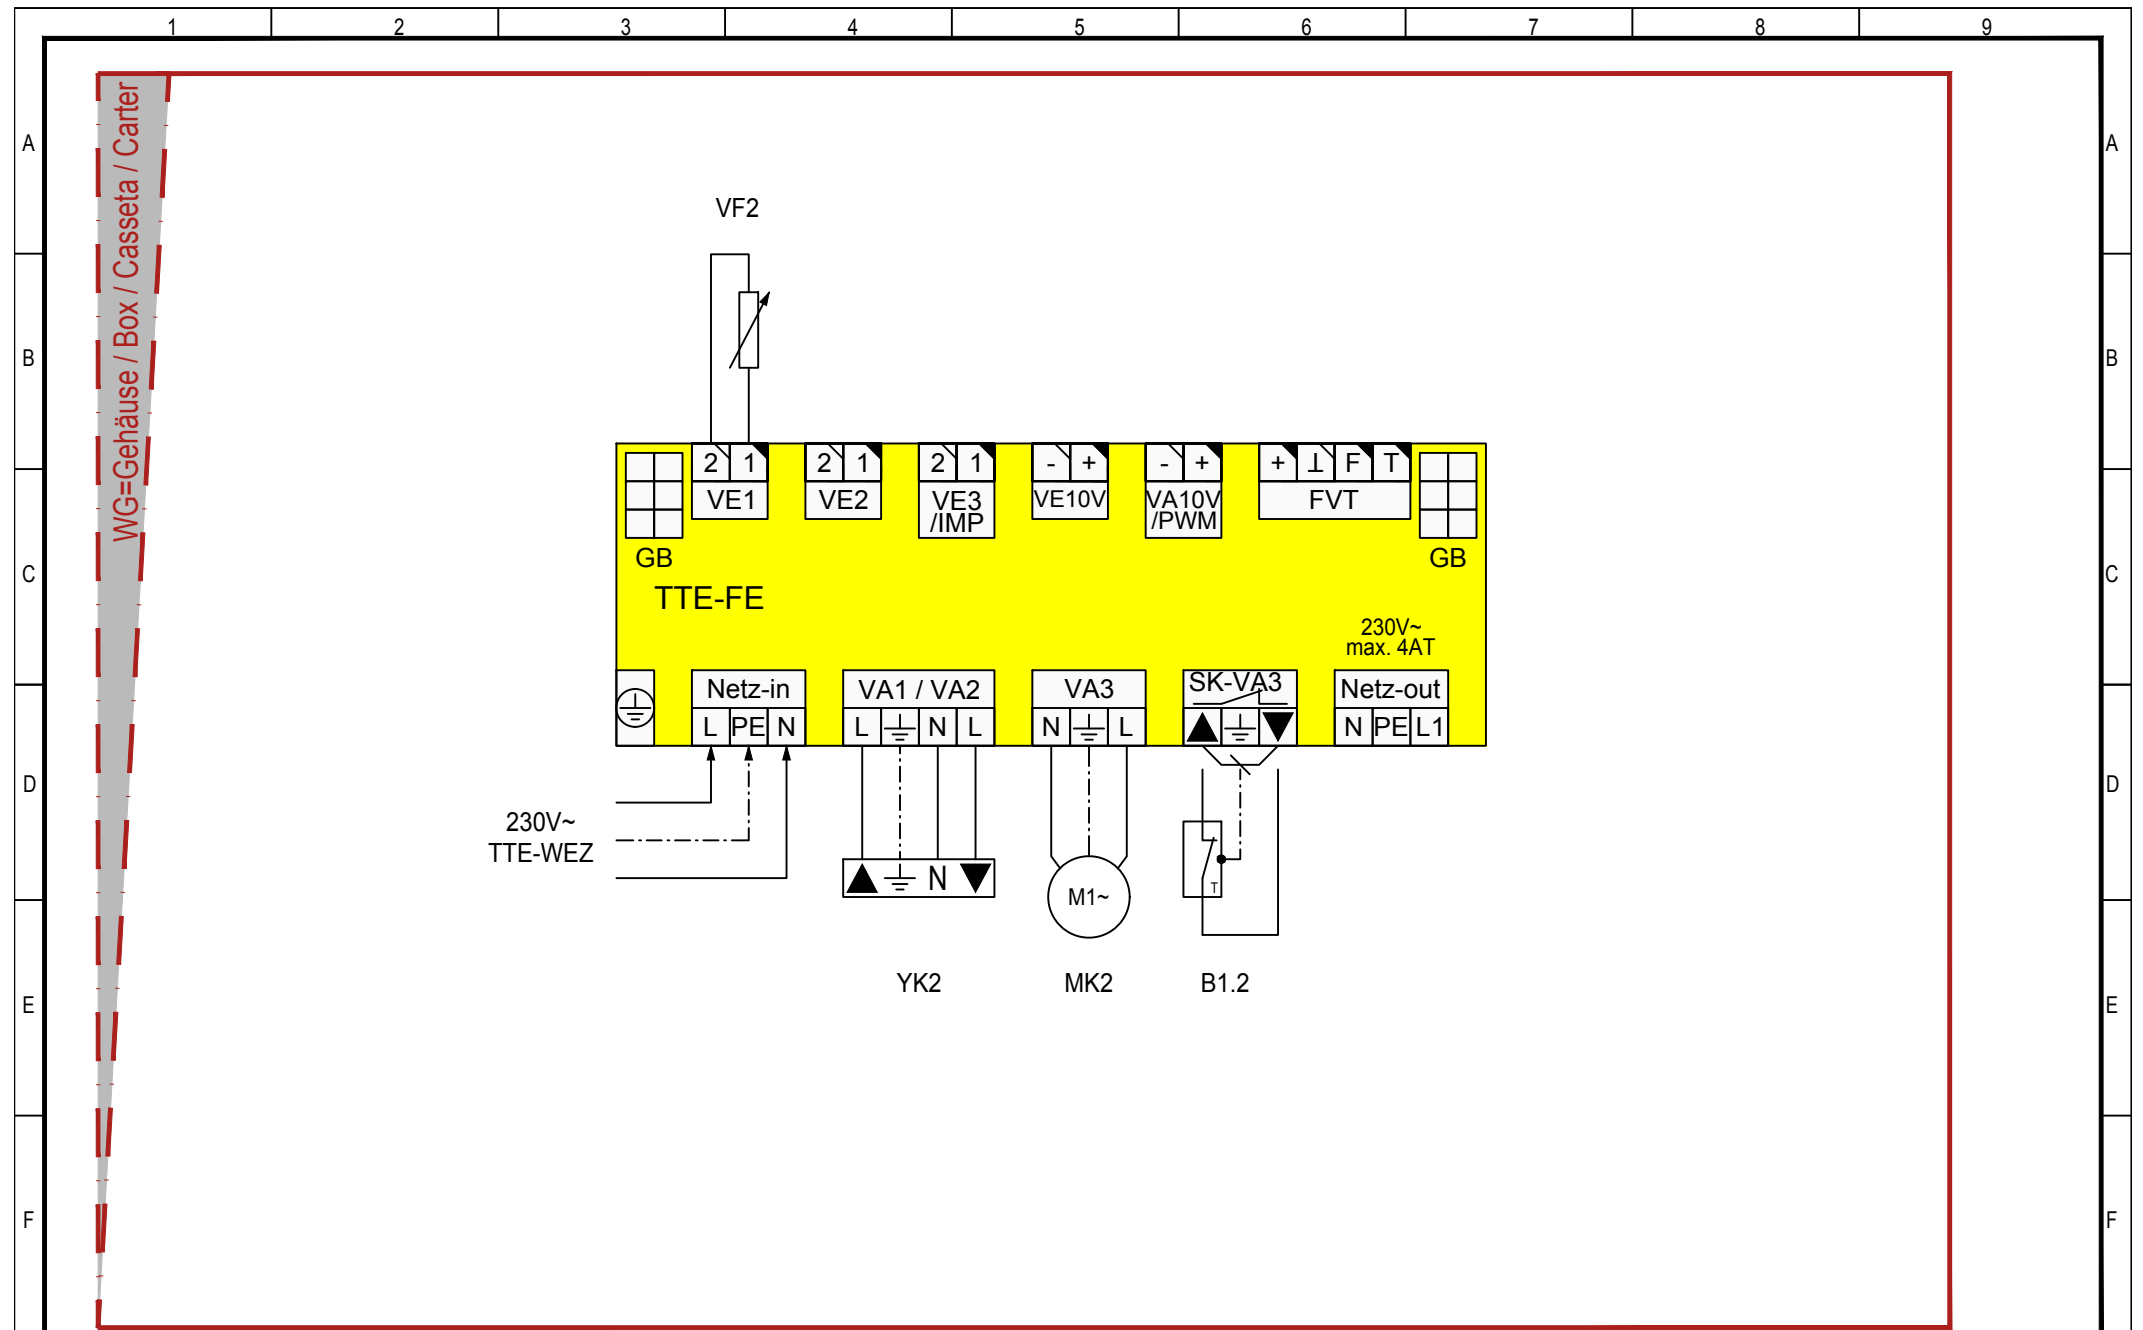 1 2 3 4 5 6 7 8 9
A A
WG=Gehäuse / Box / Casseta / Carter
VF2
B B
2 1 2 1 2 1 - + - + + ⊥ F T
VE1 VE2 VE3 /IMP VE10V VA10V /PWM FVT
GB GB
C C
TTE-FE
230V~
max. 4AT
Netz-in VA1 / VA2 VA3 SK-VA3 Netz-out
L PE N L N L N L N PE L1
D D
230V~
TTE-WEZ
N
M1~
T
YK2 MK2 B1.2
E E
F F